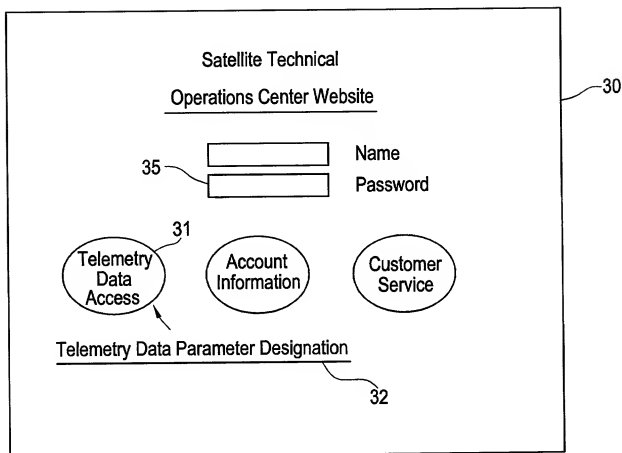 Satellite Technical
Operations Center Website
30
Name
35
Password
31
Telemetry
Data
Access
Account
Information
Customer
Service
Telemetry Data Parameter Designation
32